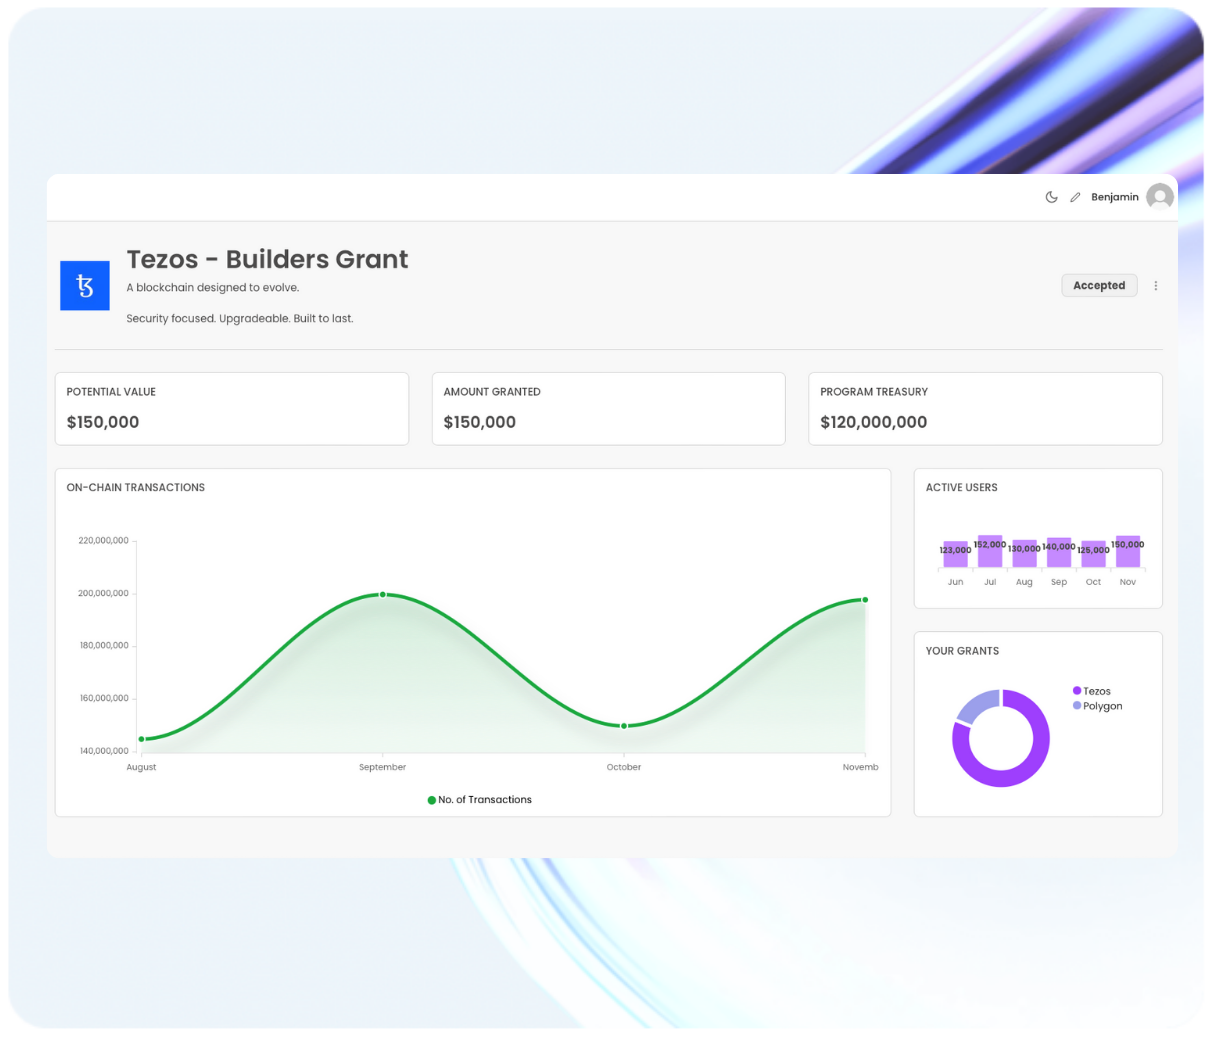 Benjamin
Tezos - Builders Grant
A blockchain designed to evolve.
Security focused. Upgradeable. Built to last.
Accepted
POTENTIAL VALUE
$150,000
AMOUNT GRANTED
$150,000
PROGRAM TREASURY
$120,000,000
ON-CHAIN TRANSACTIONS
220,000,000
200,000,000
180,000,000
160,000,000
140,000,000
August September October Novemb
No. of Transactions
ACTIVE USERS
123,000 152,000 130,000 140,000 125,000 150,000
Jun Jul Aug Sep Oct Nov
YOUR GRANTS
Tezos
Polygon